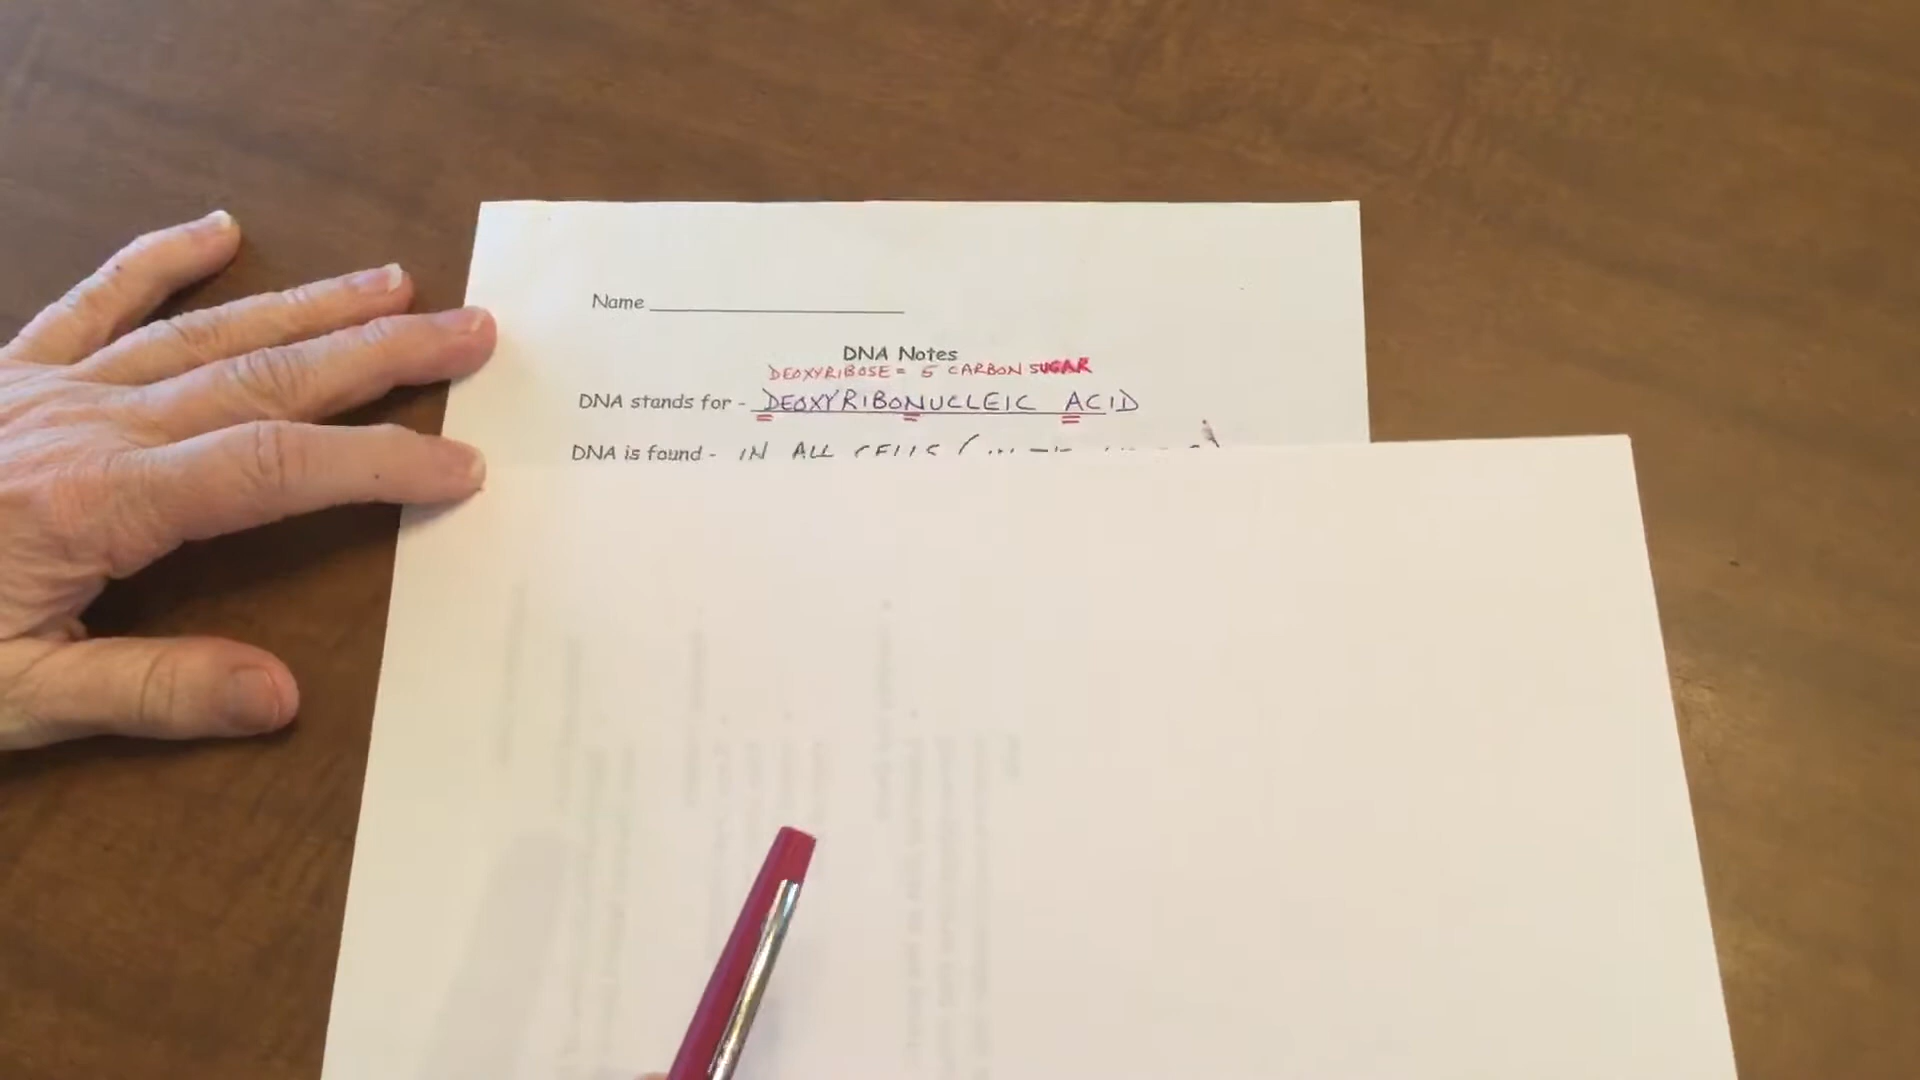 Name
DNA Notes
DEOXYRIBOSE = 5 CARBON SUGAR
DNA stands for - DEOXYRIBONUCLEIC ACID
DNA is found - IN ALL CELLS